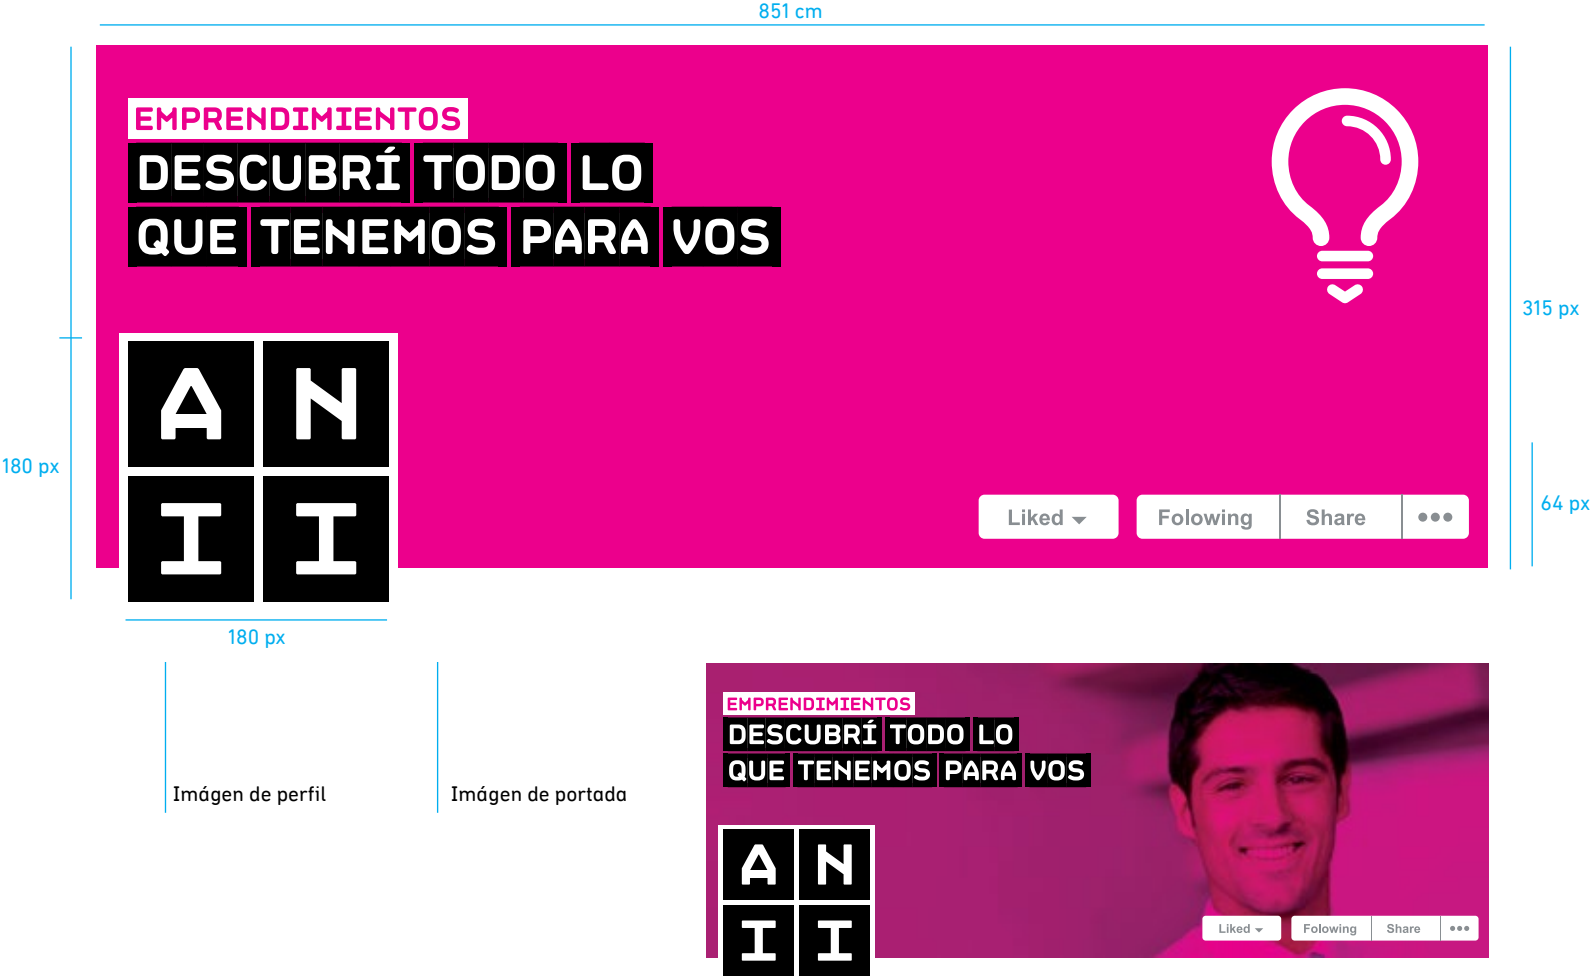 851 cm
EMPRENDIMIENTOS
DESCUBRÍ TODO LO
QUE TENEMOS PARA VOS
315 px
A N
I I
180 px
64 px
Liked
Folowing
Share
180 px
Imágen de perfil
Imágen de portada
EMPRENDIMIENTOS
DESCUBRÍ TODO LO
QUE TENEMOS PARA VOS
A N
I I
Liked
Folowing
Share